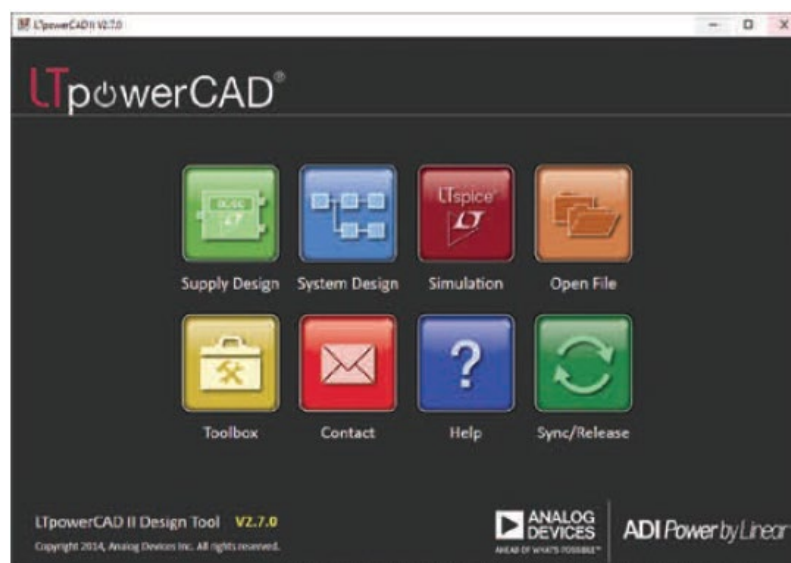 LTpowerCAD II V2.7.0
LTpowerCAD®
DC/DC
LTspice®
Supply Design
System Design
Simulation
Open File
?
Toolbox
Contact
Help
Sync/Release
LTpowerCAD II Design Tool V2.7.0
Copyright 2014, Analog Devices Inc. All rights reserved.
ANALOG
DEVICES
AHEAD OF WHAT'S POSSIBLE™
ADI Power by Linear